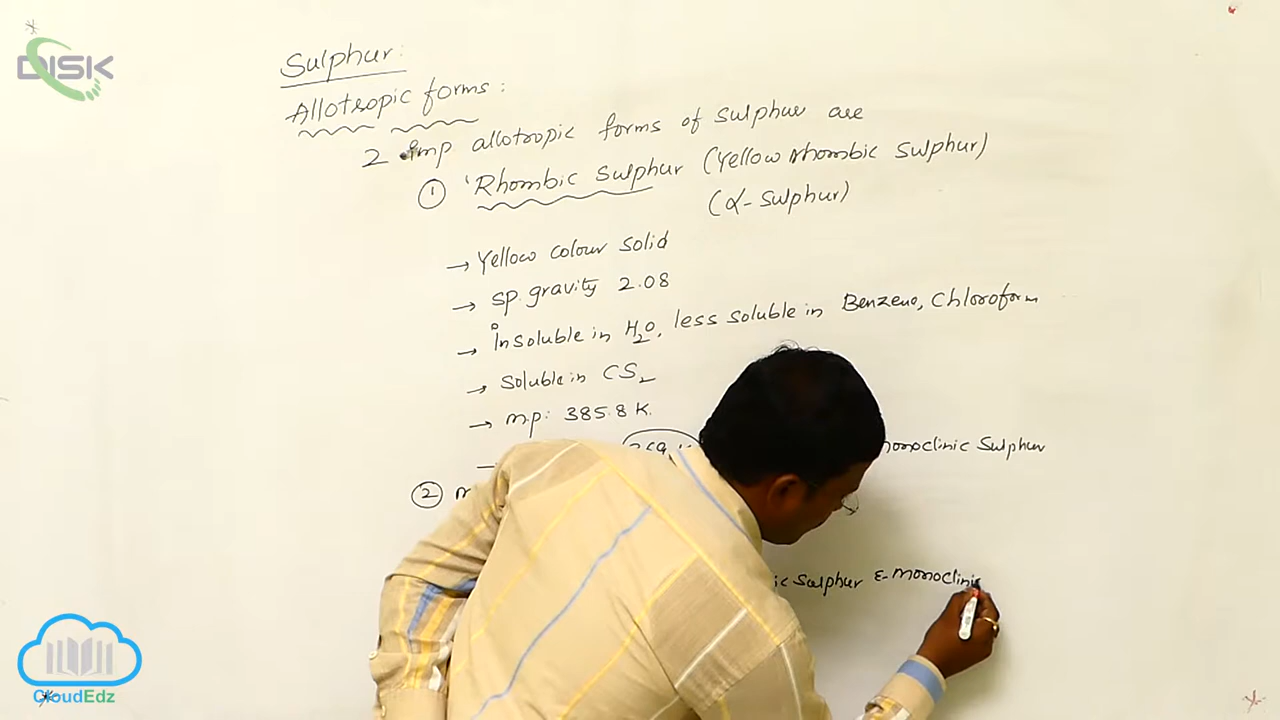 DISK
Sulphur:
Allotropic forms:
2 imp allotropic forms of sulphur are
① Rhombic Sulphur (Yellow rhombic sulphur)
(α-sulphur)
→ Yellow colour solid
→ sp. gravity 2.08
→ Insoluble in H₂O, less soluble in Benzene, Chloroform
→ Soluble in CS₂
→ m.p: 385.8 K.
369 K onoclinic Sulphur
② m
ic Sulphur & monoclinic
CloudEdz